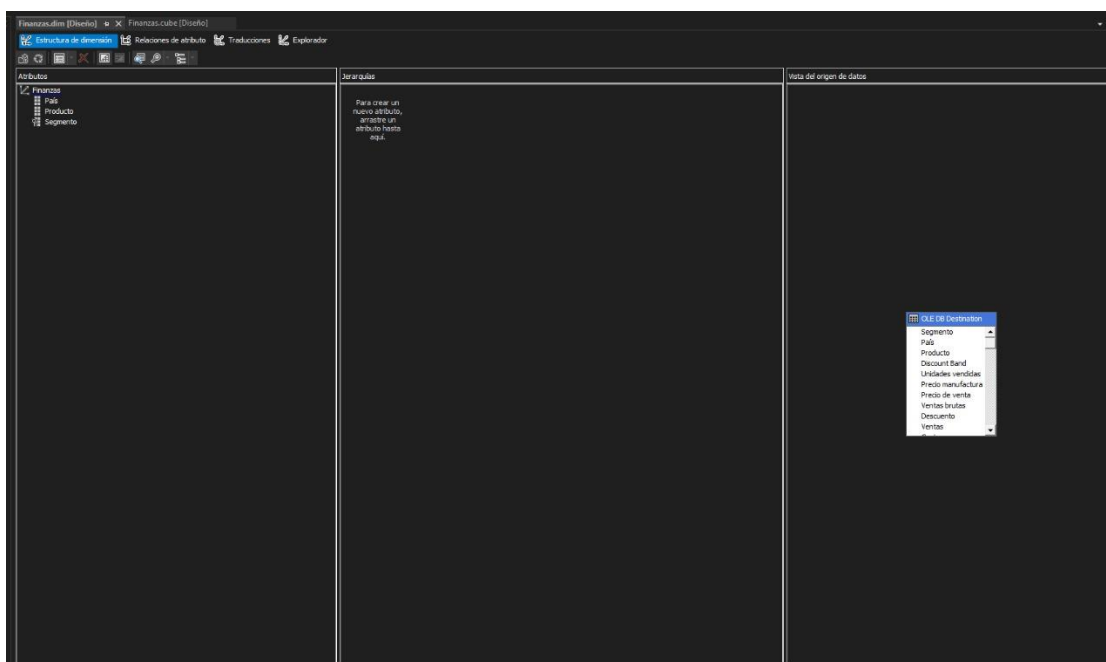 Finanzas.dim [Diseño] Finanzas.cube [Diseño]
Estructura de dimensión Relaciones de atributo Traducciones Explorador
Atributos
Finanzas
País
Producto
Segmento
Jerarquías
Para crear un
nuevo atributo,
arrastre un
atributo hasta
aquí.
Vista del origen de datos
OLE DB Destination
Segmento
País
Producto
Discount Band
Unidades vendidas
Precio manufactura
Precio de venta
Ventas brutas
Descuento
Ventas